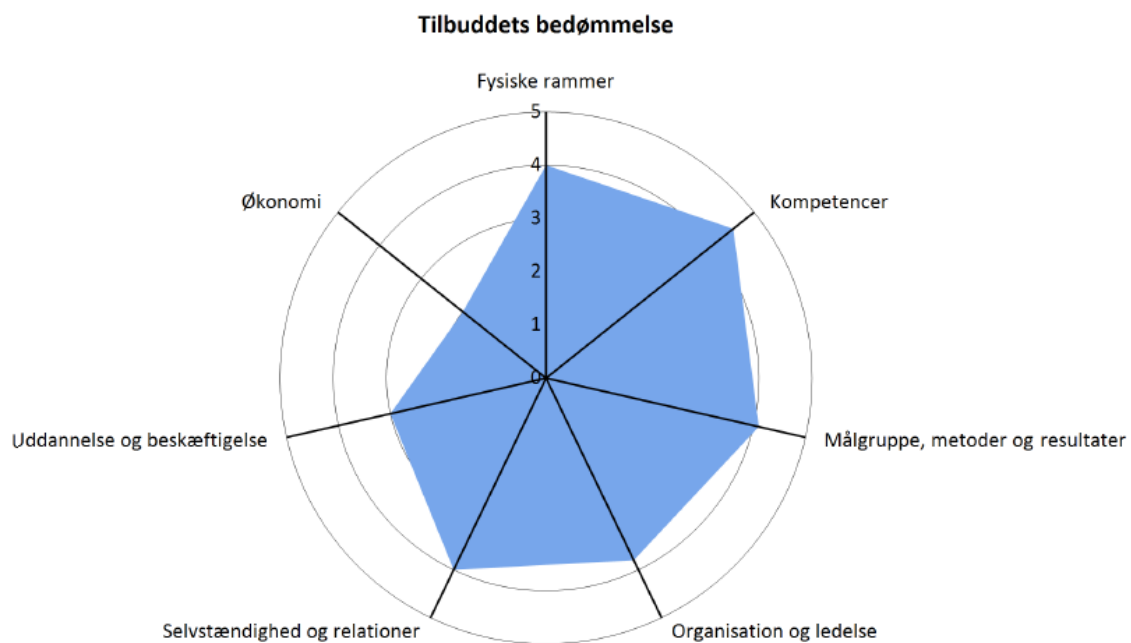 Tilbuddets bedømmelse
Fysiske rammer
5
4
3
2
1
0
Økonomi
Kompetencer
Uddannelse og beskæftigelse
Målgruppe, metoder og resultater
Selvstændighed og relationer
Organisation og ledelse